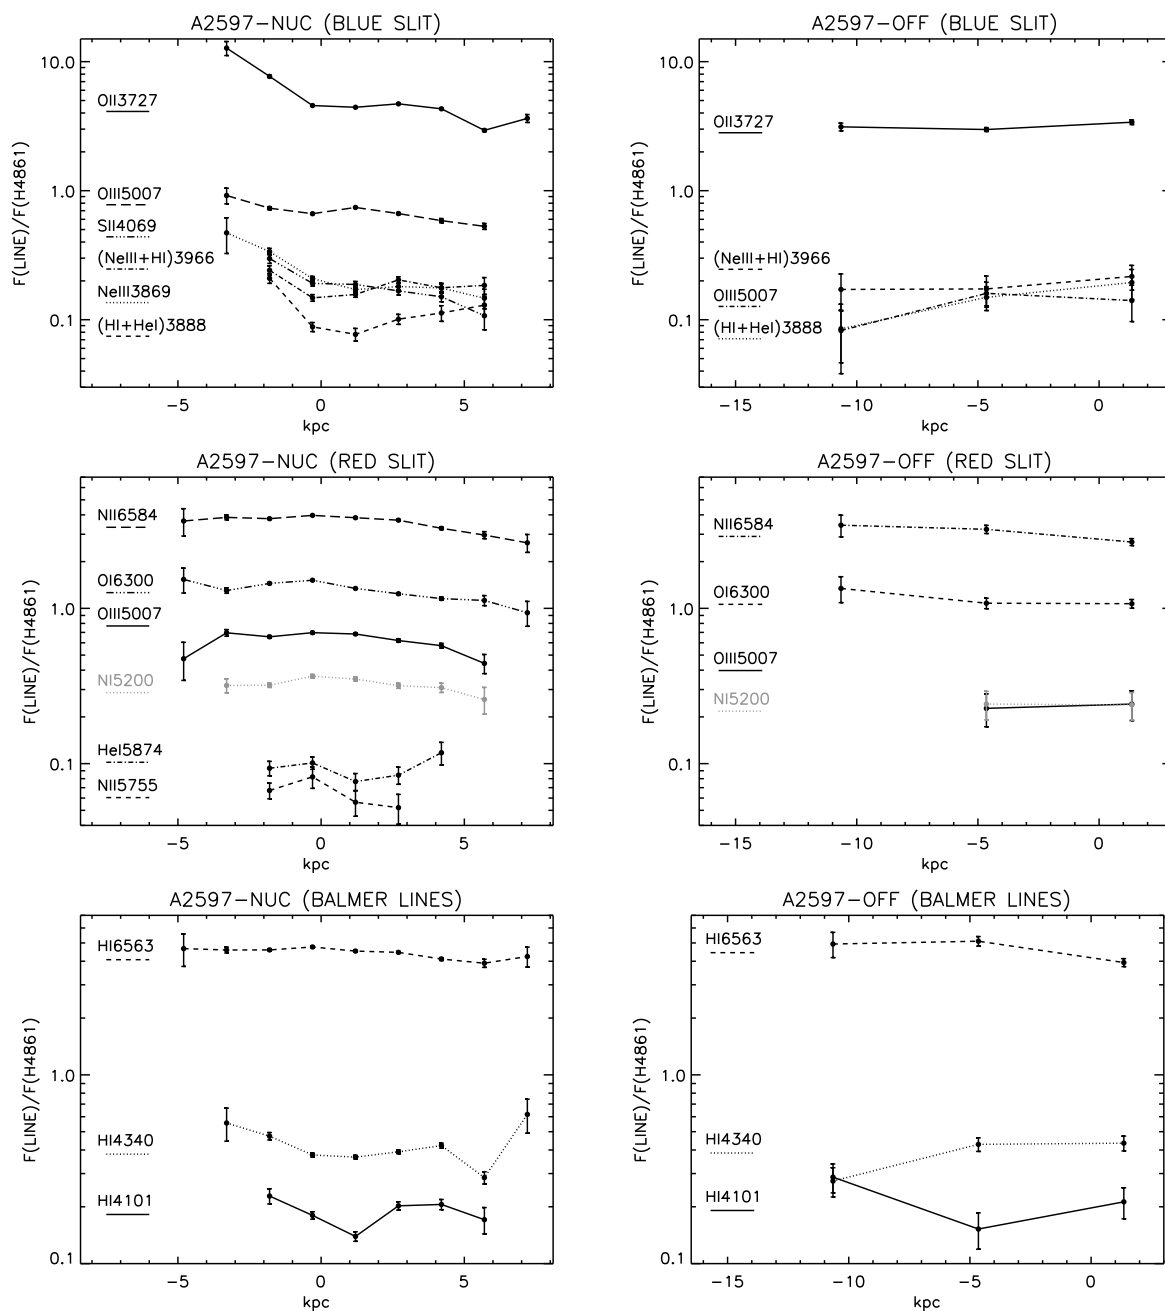 A2597-NUC (BLUE SLIT)
F(LINE)/F(H4861)
10.0
1.0
0.1
OII3727
OIII5007
SII4069
(NeIII+HI)3966
NeIII3869
(HI+HeI)3888
-5
0
5
kpc
A2597-OFF (BLUE SLIT)
F(LINE)/F(H4861)
10.0
1.0
0.1
OII3727
(NeIII+HI)3966
OIII5007
(HI+HeI)3888
-15
-10
-5
0
kpc
A2597-NUC (RED SLIT)
F(LINE)/F(H4861)
1.0
0.1
NII6584
OI6300
OIII5007
NI5200
HeI5874
NII5755
-5
0
5
kpc
A2597-OFF (RED SLIT)
F(LINE)/F(H4861)
1.0
0.1
NII6584
OI6300
OIII5007
NI5200
-15
-10
-5
0
kpc
A2597-NUC (BALMER LINES)
F(LINE)/F(H4861)
1.0
0.1
HI6563
HI4340
HI4101
-5
0
5
kpc
A2597-OFF (BALMER LINES)
F(LINE)/F(H4861)
1.0
0.1
HI6563
HI4340
HI4101
-15
-10
-5
0
kpc